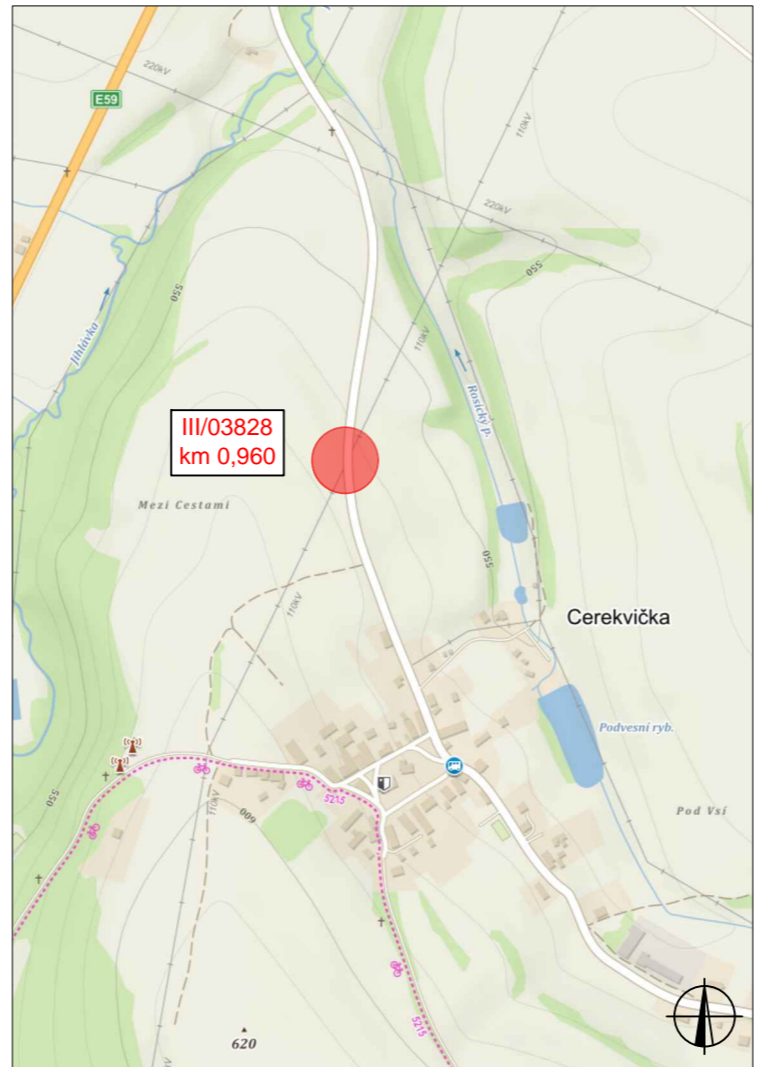 220kV
E59
110kV
220kV
550
550
Jihlávka
110kV
Rosický p.
III/03828
km 0,960
Mezi Cestami
550
110kV
Cerekvička
Podvesní ryb.
5215
110kV
550
600
Pod Vsí
5215
620